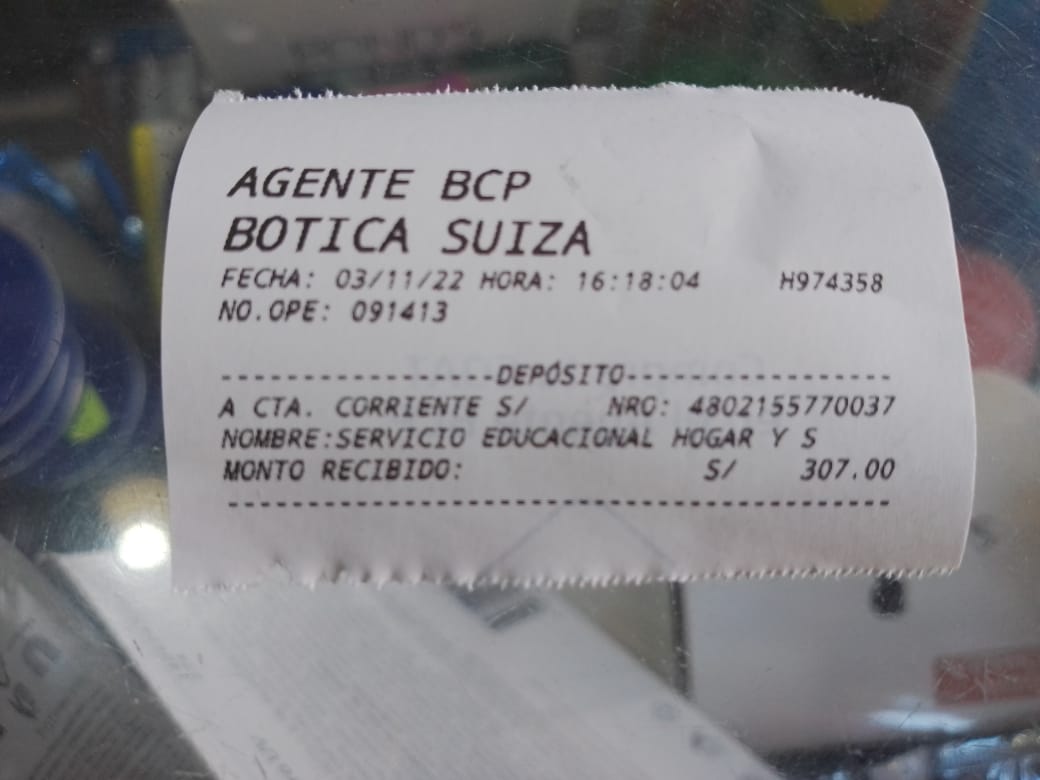 AGENTE BCP
BOTICA SUIZA
FECHA: 03/11/22 HORA: 16:18:04 H974358
NO.OPE: 091413
-----------------DEPÓSITO-----------------
A CTA. CORRIENTE S/ NRO: 4802155770037
NOMBRE:SERVICIO EDUCACIONAL HOGAR Y S
MONTO RECIBIDO: S/ 307.00
------------------------------------------